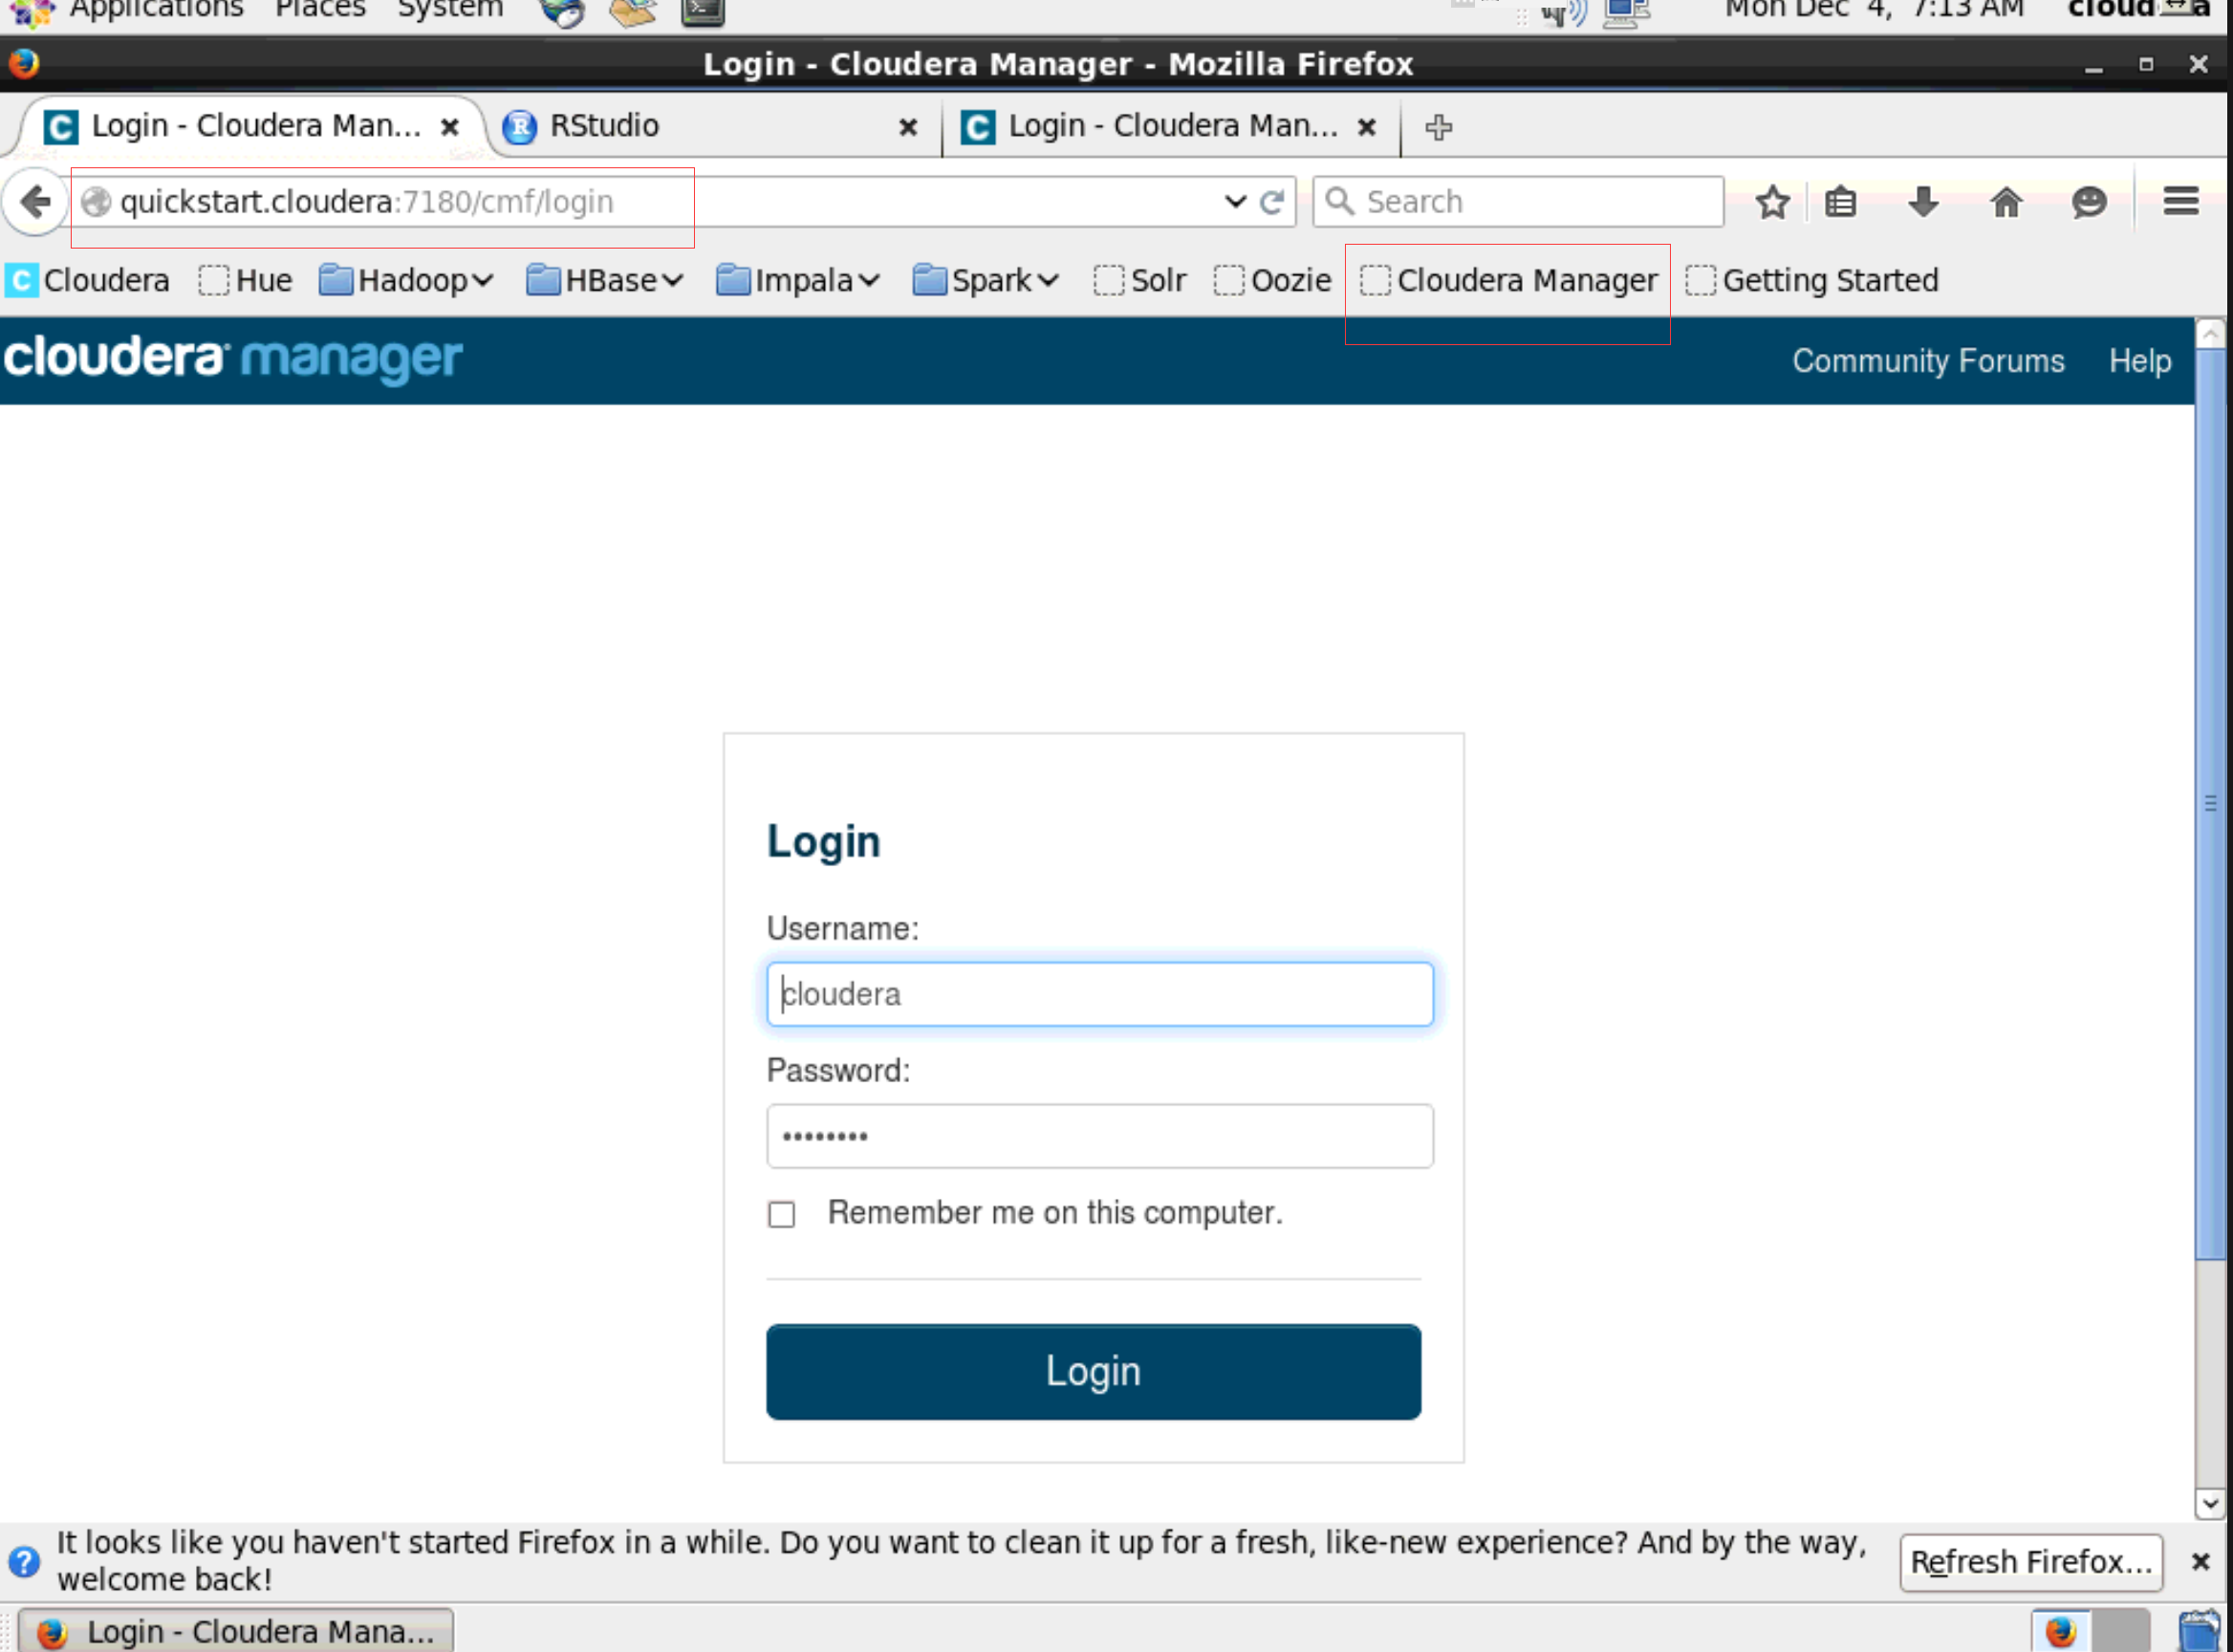 Applications Places System Mon Dec 4, 7:13 AM
Login - Cloudera Manager - Mozilla Firefox
Login - Cloudera Man... RStudio Login - Cloudera Man...
quickstart.cloudera:7180/cmf/login Search
Cloudera Hue Hadoop HBase Impala Spark Solr Oozie Cloudera Manager Getting Started
cloudera manager Community Forums Help
Login
Username:
cloudera
Password:
••••••••
Remember me on this computer.
Login
It looks like you haven't started Firefox in a while. Do you want to clean it up for a fresh, like-new experience? And by the way,
welcome back!
Refresh Firefox...
Login - Cloudera Mana...